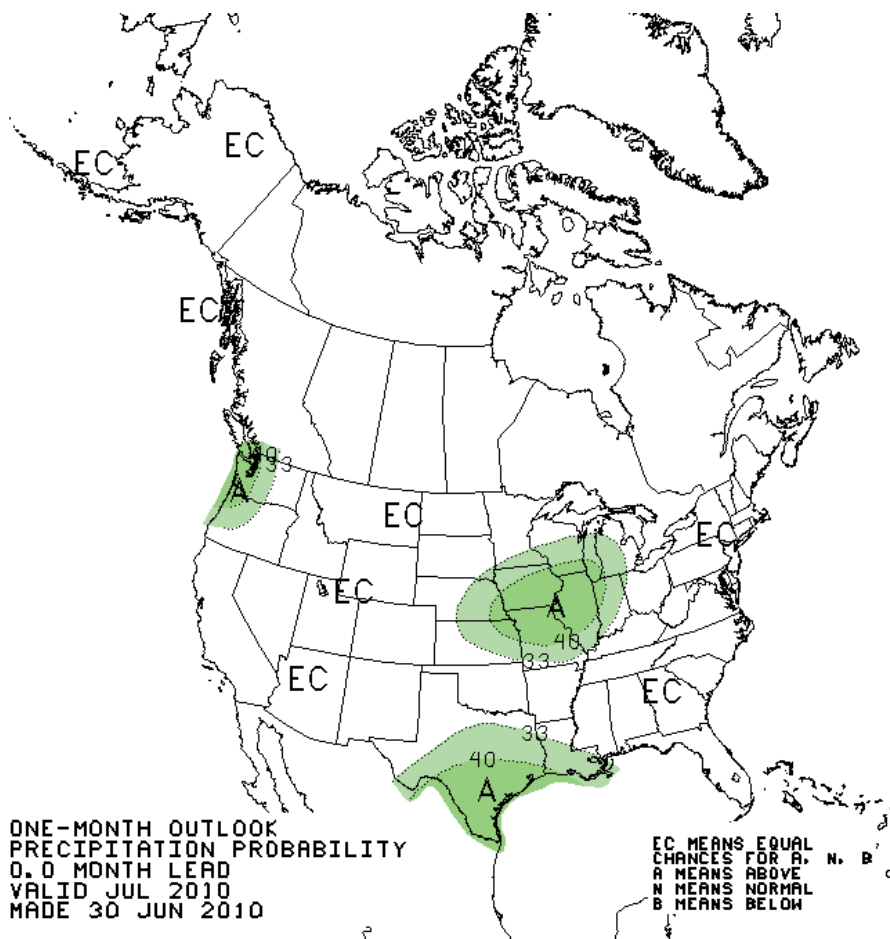 EC
EC
EC
40
33
A
EC
EC
EC
A
40
33
EC
EC
33
40
A
ONE-MONTH OUTLOOK
PRECIPITATION PROBABILITY
0.0 MONTH LEAD
VALID JUL 2010
MADE 30 JUN 2010
EC MEANS EQUAL
CHANCES FOR A, N, B
A MEANS ABOVE
N MEANS NORMAL
B MEANS BELOW